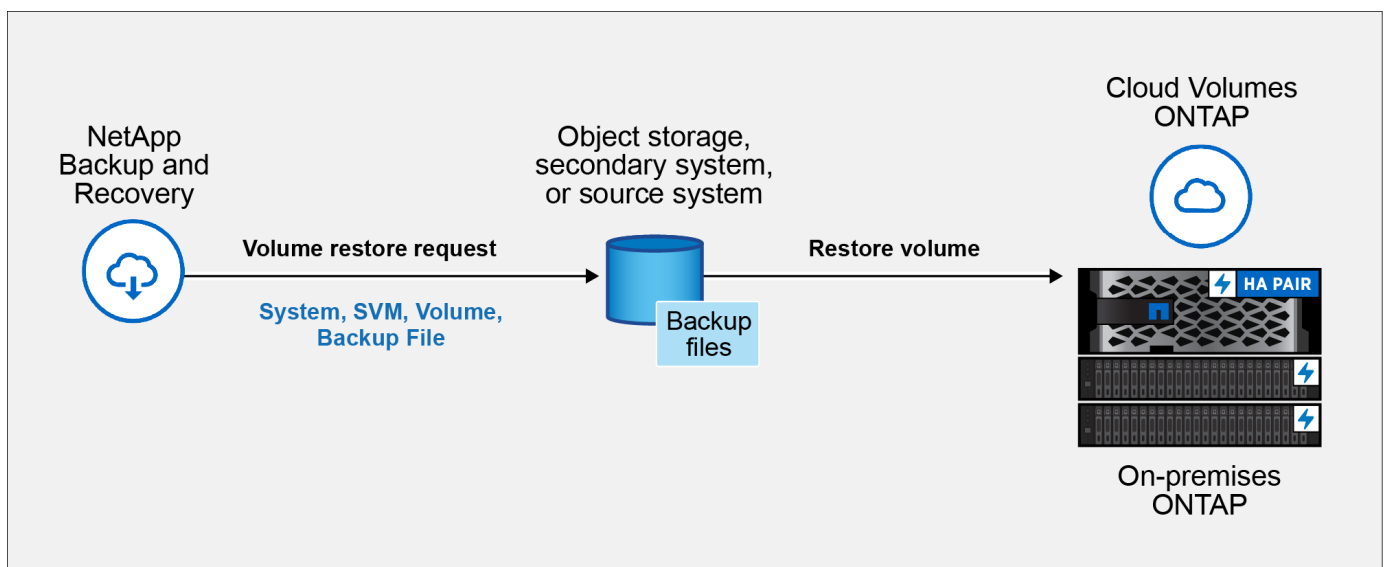 NetApp
Backup and
Recovery
Volume restore request
System, SVM, Volume,
Backup File
Object storage,
secondary system,
or source system
Backup
files
Restore volume
Cloud Volumes
ONTAP
HA PAIR
On-premises
ONTAP